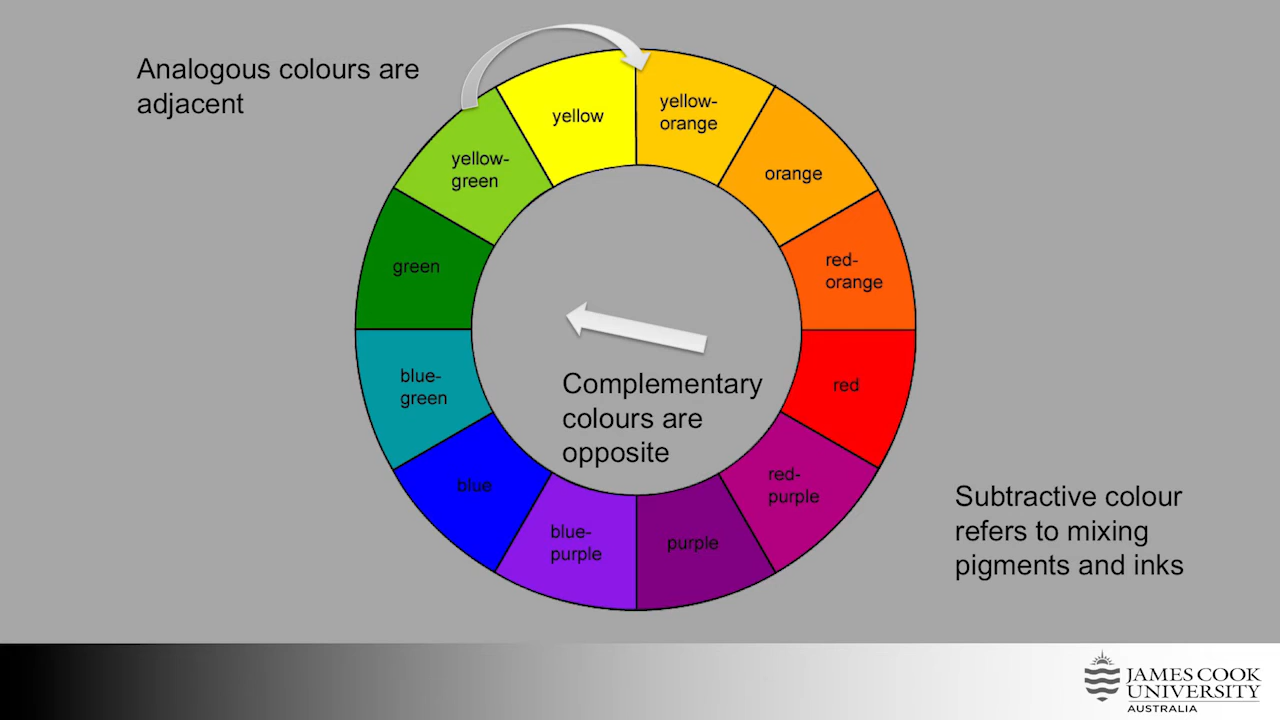 Analogous colours are
adjacent
yellow
yellow-
orange
orange
red-
orange
red
red-
purple
purple
blue-
purple
blue
blue-
green
green
yellow-
green
Complementary
colours are
opposite
Subtractive colour
refers to mixing
pigments and inks
JAMES COOK
UNIVERSITY
AUSTRALIA